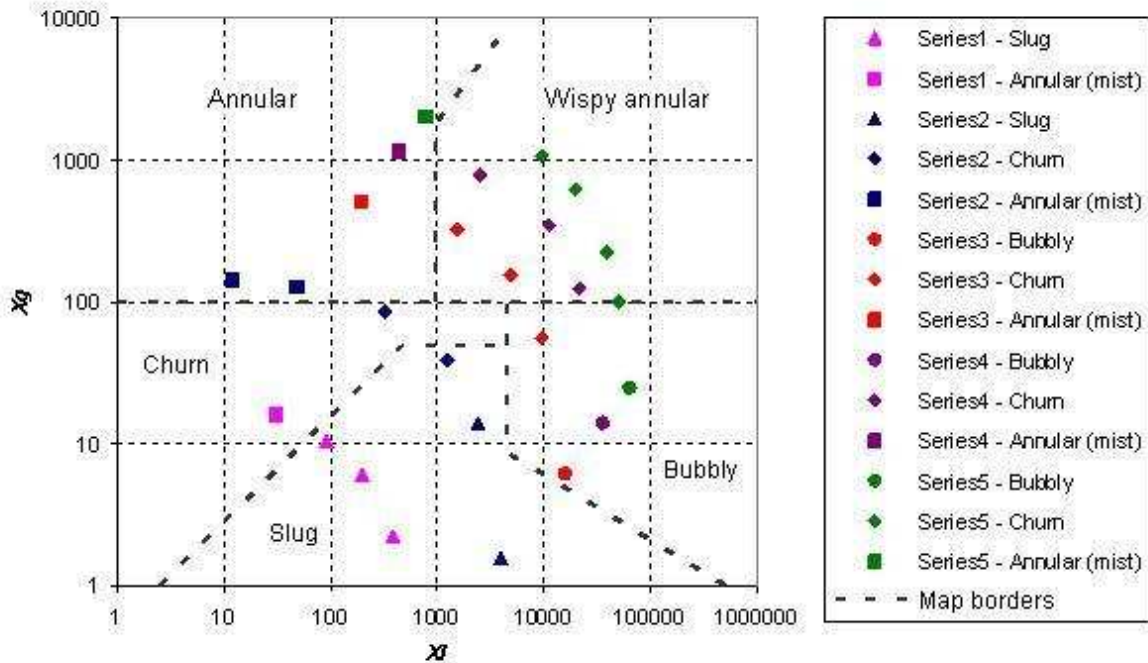 10000
1000
100
10
1
Xg
1
10
100
1000
10000
100000
1000000
Xl
Annular
Wispy annular
Churn
Slug
Bubbly
Series1 - Slug
Series1 - Annular (mist)
Series2 - Slug
Series2 - Churn
Series2 - Annular (mist)
Series3 - Bubbly
Series3 - Churn
Series3 - Annular (mist)
Series4 - Bubbly
Series4 - Churn
Series4 - Annular (mist)
Series5 - Bubbly
Series5 - Churn
Series5 - Annular (mist)
Map borders